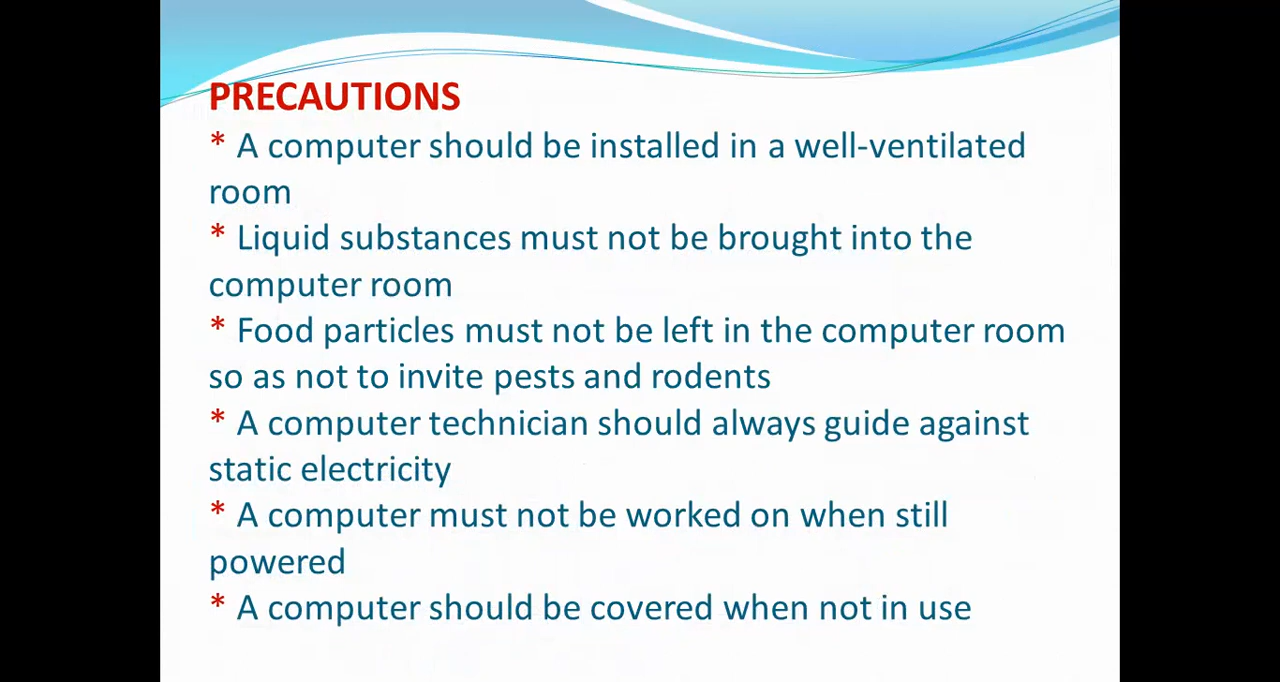 PRECAUTIONS
* A computer should be installed in a well-ventilated
room
* Liquid substances must not be brought into the
computer room
* Food particles must not be left in the computer room
so as not to invite pests and rodents
* A computer technician should always guide against
static electricity
* A computer must not be worked on when still
powered
* A computer should be covered when not in use